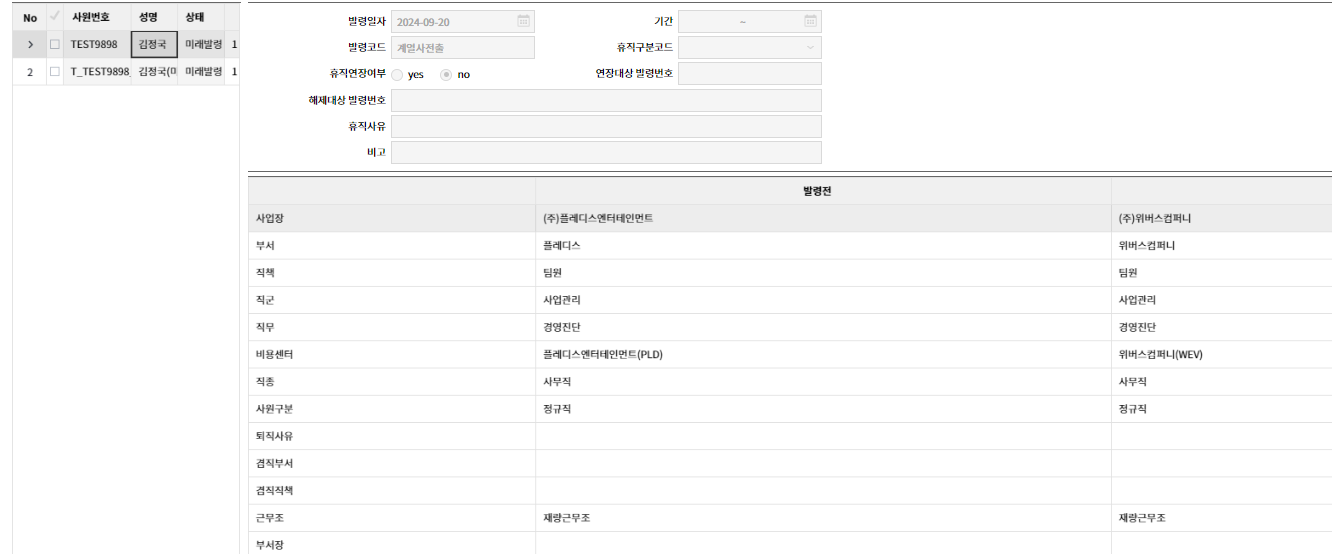 No 사원번호 성명 상태
TEST9898 김정국 미래발령 1
2 T_TEST9898_ 김정국(미 미래발령 1
발령일자 2024-09-20 기간 ~
발령코드 계열사전출 휴직구분코드
휴직연장여부 yes no 연장대상 발령번호
해제대상 발령번호
휴직사유
비고
발령전
사업장 (주)플레디스엔터테인먼트 (주)위버스컴퍼니
부서 플레디스 위버스컴퍼니
직책 팀원 팀원
직군 사업관리 사업관리
직무 경영진단 경영진단
비용센터 플레디스엔터테인먼트(PLD) 위버스컴퍼니(WEV)
직종 사무직 사무직
사원구분 정규직 정규직
퇴직사유
겸직부서
겸직직책
근무조 재량근무조 재량근무조
부서장